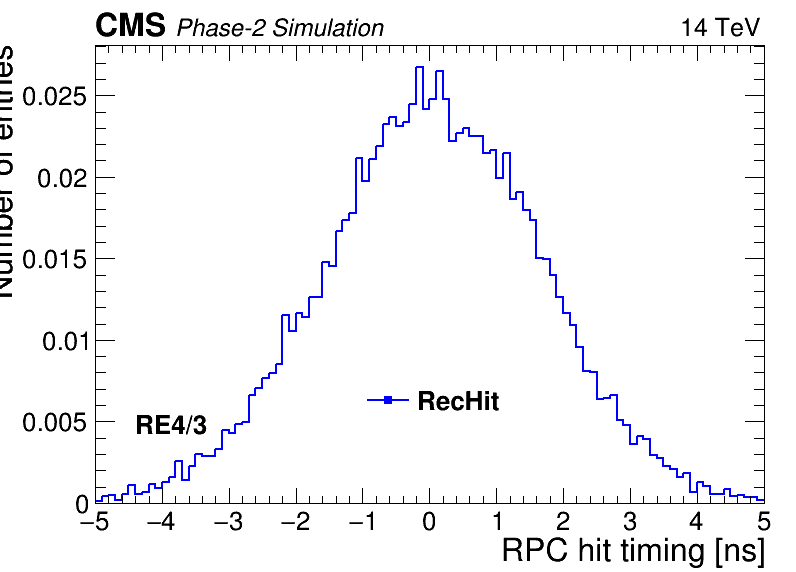 CMS Phase-2 Simulation 14 TeV
Number of entries
0.025
0.02
0.015
0.01
0.005
0
RE4/3
RecHit
−5 −4 −3 −2 −1 0 1 2 3 4 5
RPC hit timing [ns]